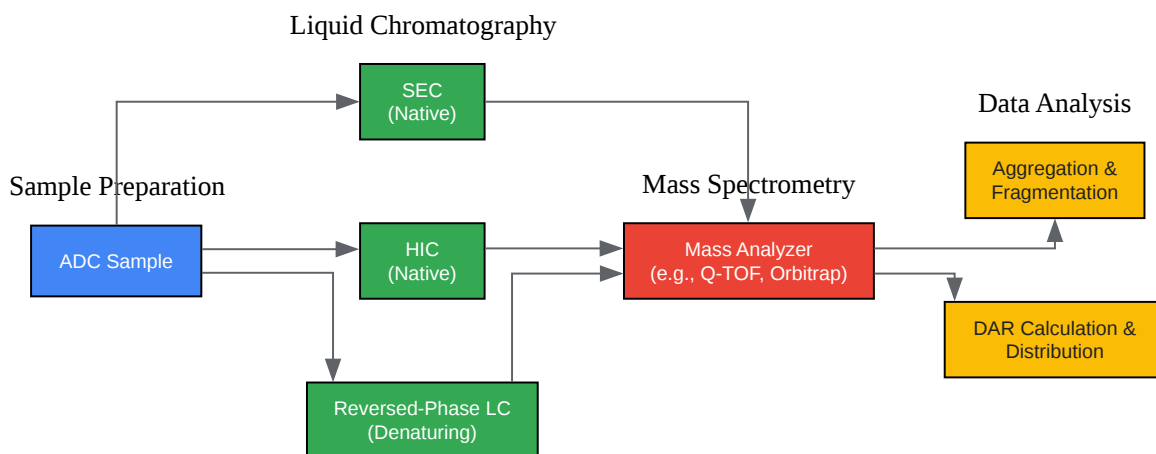 Liquid Chromatography
SEC
(Native)
Data Analysis
Aggregation &
Fragmentation
Sample Preparation
Mass Spectrometry
ADC Sample
HIC
(Native)
Mass Analyzer
(e.g., Q-TOF, Orbitrap)
DAR Calculation &
Distribution
Reversed-Phase LC
(Denaturing)